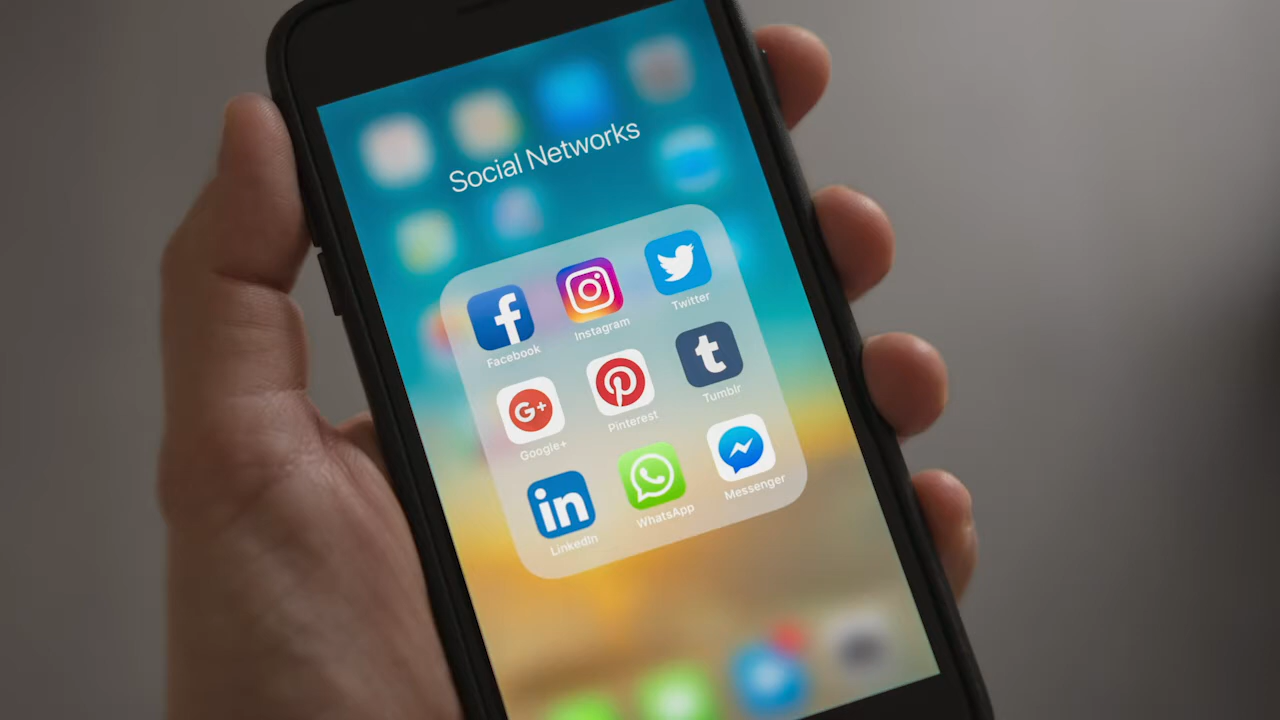 Social Networks
Facebook
Instagram
Twitter
Google+
Pinterest
Tumblr
LinkedIn
WhatsApp
Messenger